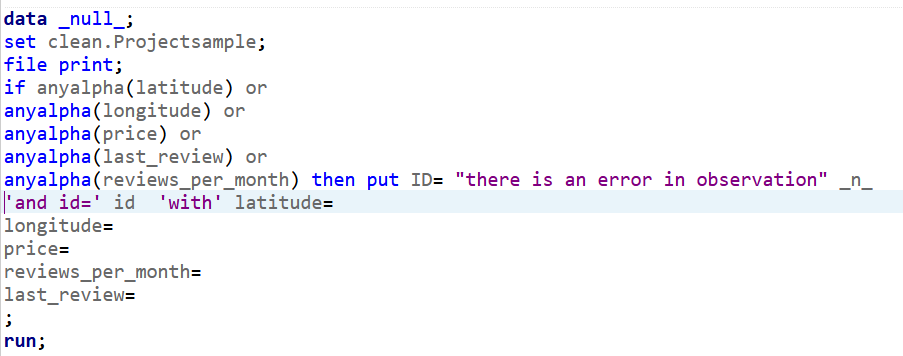 data _null_;
set clean.Projectsample;
file print;
if anyalpha(latitude) or
anyalpha(longitude) or
anyalpha(price) or
anyalpha(last_review) or
anyalpha(reviews_per_month) then put ID= "there is an error in observation" _n_
'and id=' id  'with' latitude=
longitude=
price=
reviews_per_month=
last_review=
;
run;